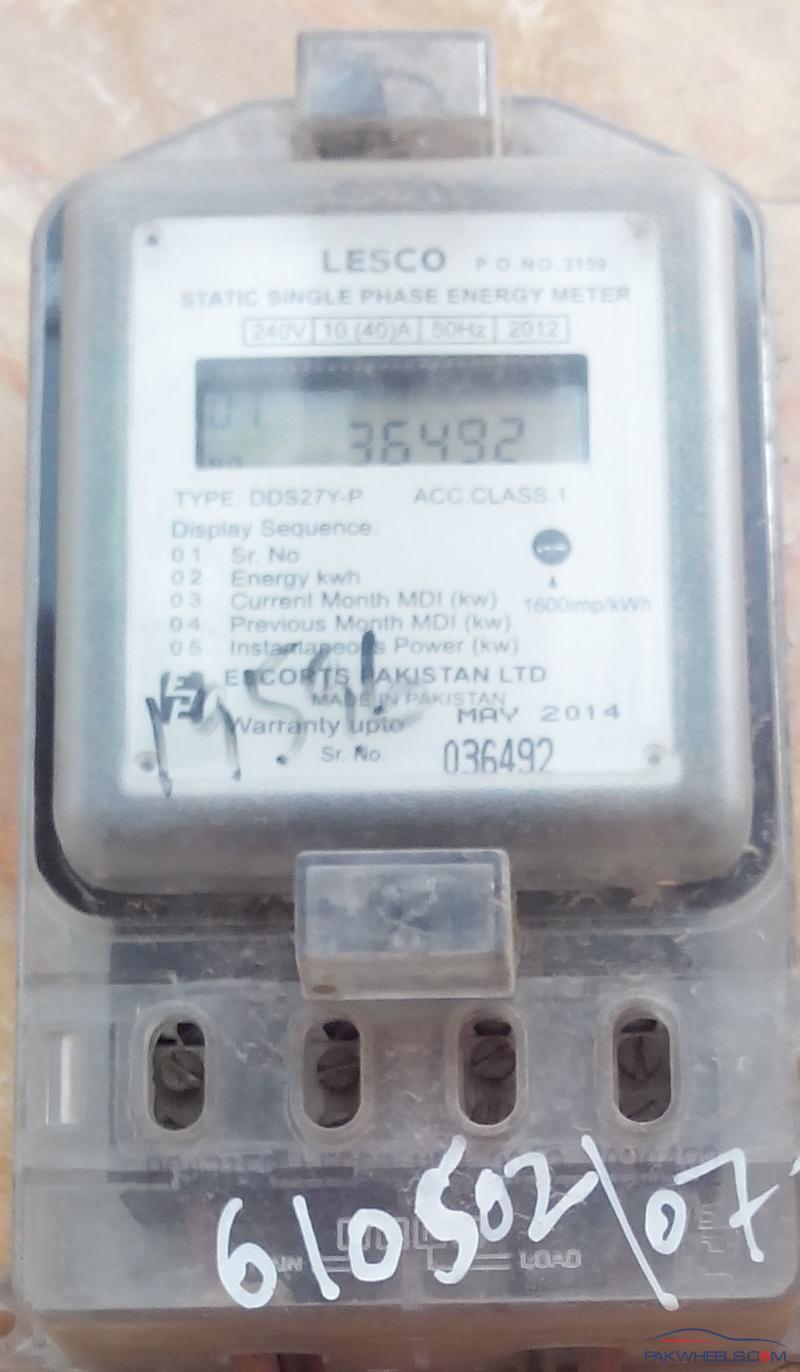 LESCO P.O.NO.3159
STATIC SINGLE PHASE ENERGY METER
240V 10 (40)A 50Hz 2012
01
NO 36492
TYPE: DDS27Y-P ACC.CLASS.1
Display Sequence:
01 Sr. No
02 Energy kwh
03 Current Month MDI (kw)
1600imp/kWh
04 Previous Month MDI (kw)
05 Instantaneous Power (kw)
ESCORTS PAKISTAN LTD
MADE IN PAKISTAN
Warranty upto MAY 2014
Sr. No. 036492
610502/07
LOAD
PAKWHEELS.COM